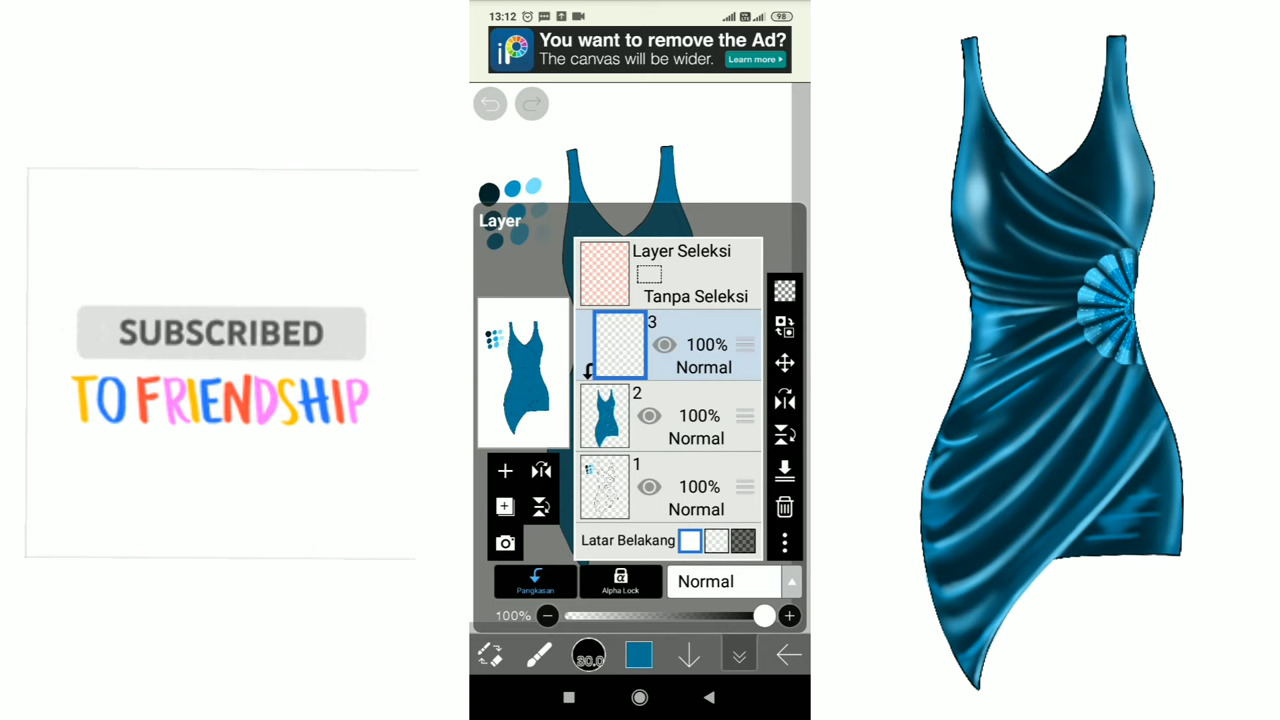 SUBSCRIBED
TO FRIENDSHIP
13:12
98
iP
You want to remove the Ad?
The canvas will be wider.
Learn more >
Layer
Layer Seleksi
Tanpa Seleksi
3
100%
Normal
2
100%
Normal
1
100%
Normal
Latar Belakang
Pangkasan
α
Alpha Lock
Normal
100%
30.0